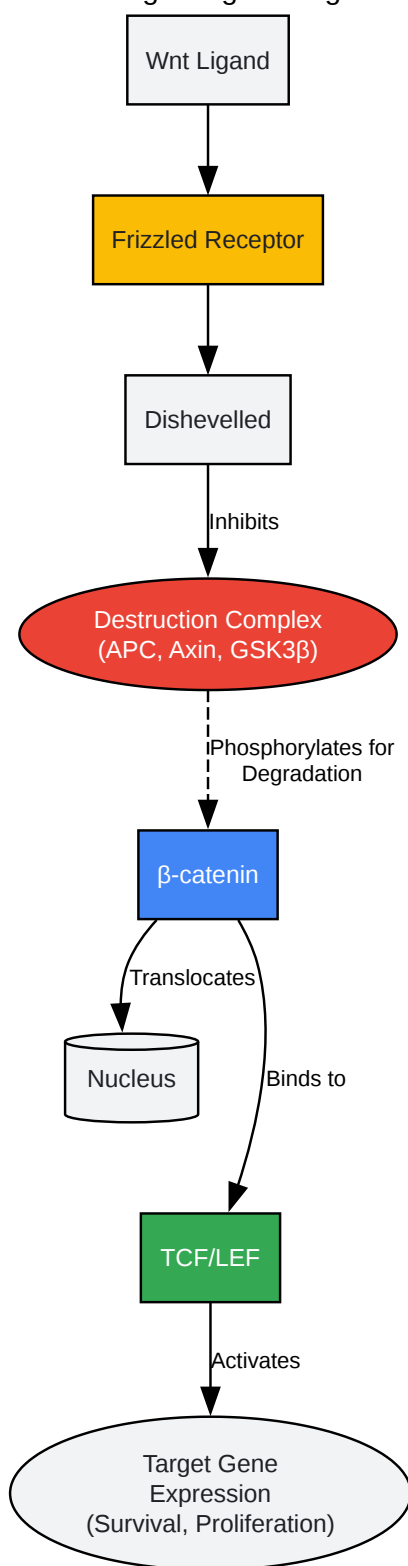 Wnt Ligand
Frizzled Receptor
Dishevelled
Inhibits
Destruction Complex
(APC, Axin, GSK3β)
Phosphorylates for
Degradation
β-catenin
Translocates
Nucleus
Binds to
TCF/LEF
Activates
Target Gene
Expression
(Survival, Proliferation)